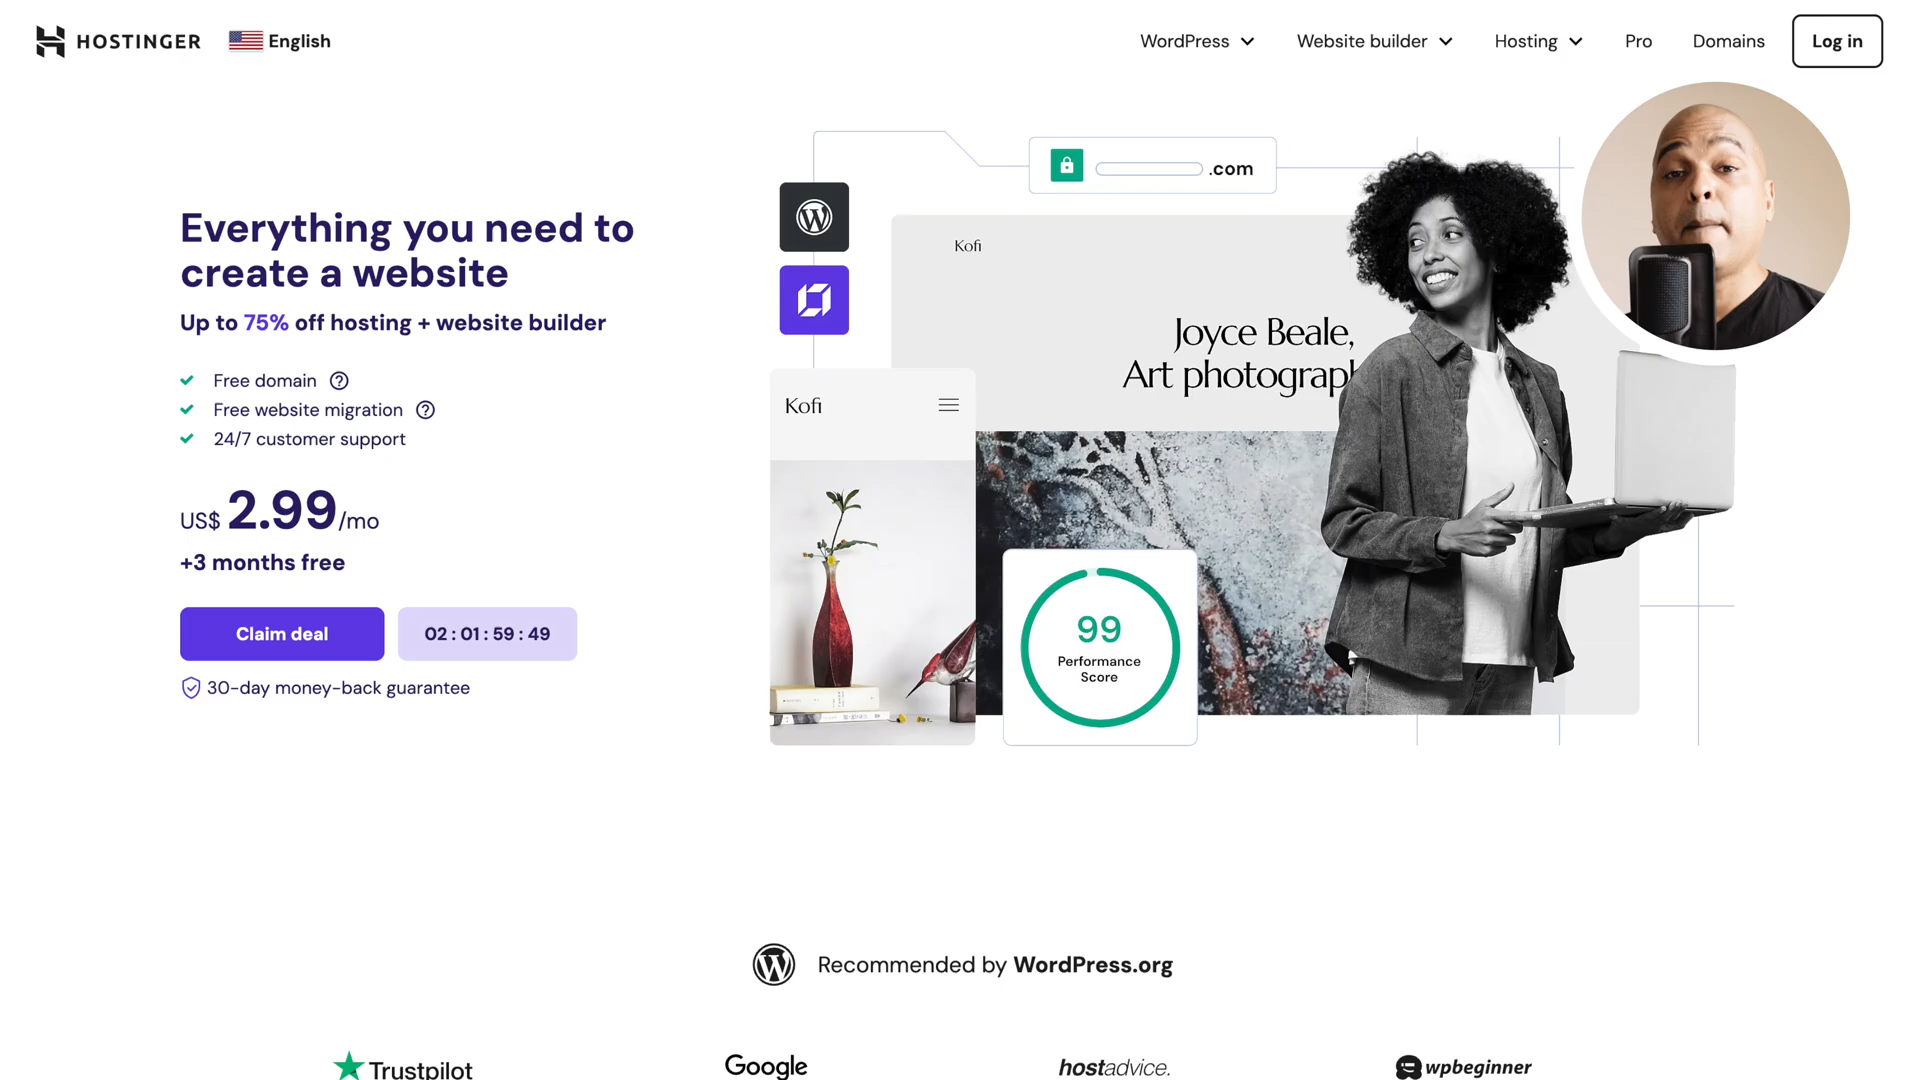 HOSTINGER
English
WordPress
Website builder
Hosting
Pro
Domains
Log in
Everything you need to
create a website
Up to 75% off hosting + website builder
Free domain
Free website migration
24/7 customer support
US$ 2.99/mo
+3 months free
Claim deal
02 : 01 : 59 : 49
30-day money-back guarantee
.com
Kofi
Joyce Beale,
Art photograph
Kofi
99
Performance
Score
Recommended by WordPress.org
Trustpilot
Google
hostadvice.
wpbeginner